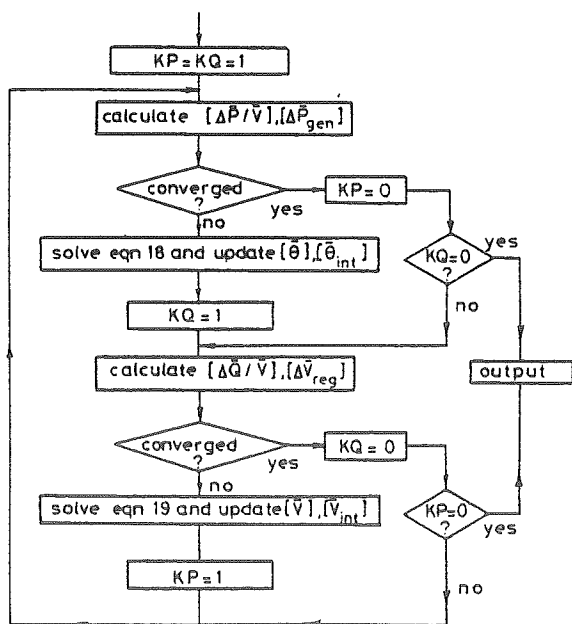 KP=KQ=1
calculate [ΔP̄/V̄],[ΔP̄gen]
converged
?
yes
no
KP=0
solve eqn 18 and update[θ̄],[θ̄int]
KQ=0
?
yes
no
KQ=1
calculate [ΔQ̄/V̄],[ΔV̄reg]
output
converged
?
yes
no
KQ=0
solve eqn 19 and update[V̄],[V̄int]
KP=0
?
yes
no
KP=1